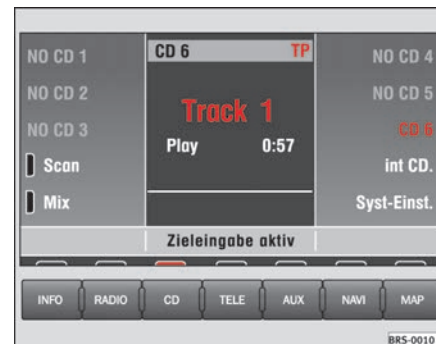 NO CD 1
NO CD 2
NO CD 3
Scan
Mix
CD 6 TP
Track 1
Play 0:57
NO CD 4
NO CD 5
CD 6
int CD.
Syst-Einst.
Zieleingabe aktiv
INFO RADIO CD TELE AUX NAVI MAP
BRS-0010